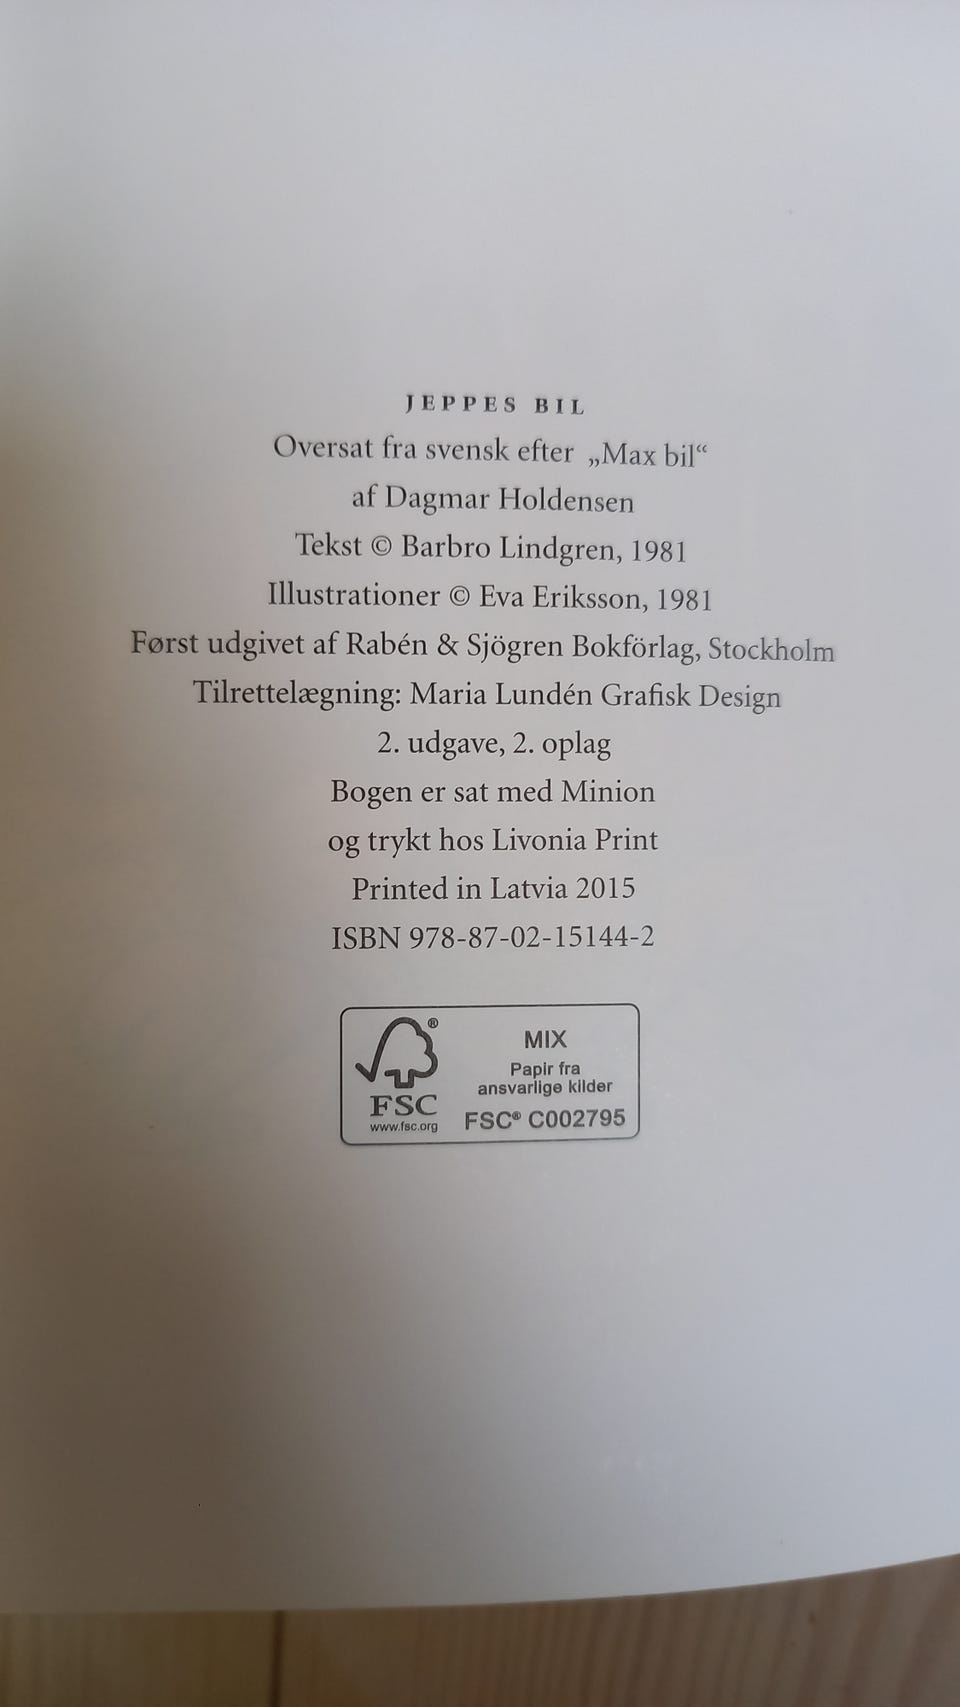 JEPPES BIL
Oversat fra svensk efter „Max bil“
af Dagmar Holdensen
Tekst © Barbro Lindgren, 1981
Illustrationer © Eva Eriksson, 1981
Først udgivet af Rabén & Sjögren Bokförlag, Stockholm
Tilrettelægning: Maria Lundén Grafisk Design
2. udgave, 2. oplag
Bogen er sat med Minion
og trykt hos Livonia Print
Printed in Latvia 2015
ISBN 978-87-02-15144-2
®
FSC
www.fsc.org
MIX
Papir fra
ansvarlige kilder
FSC® C002795